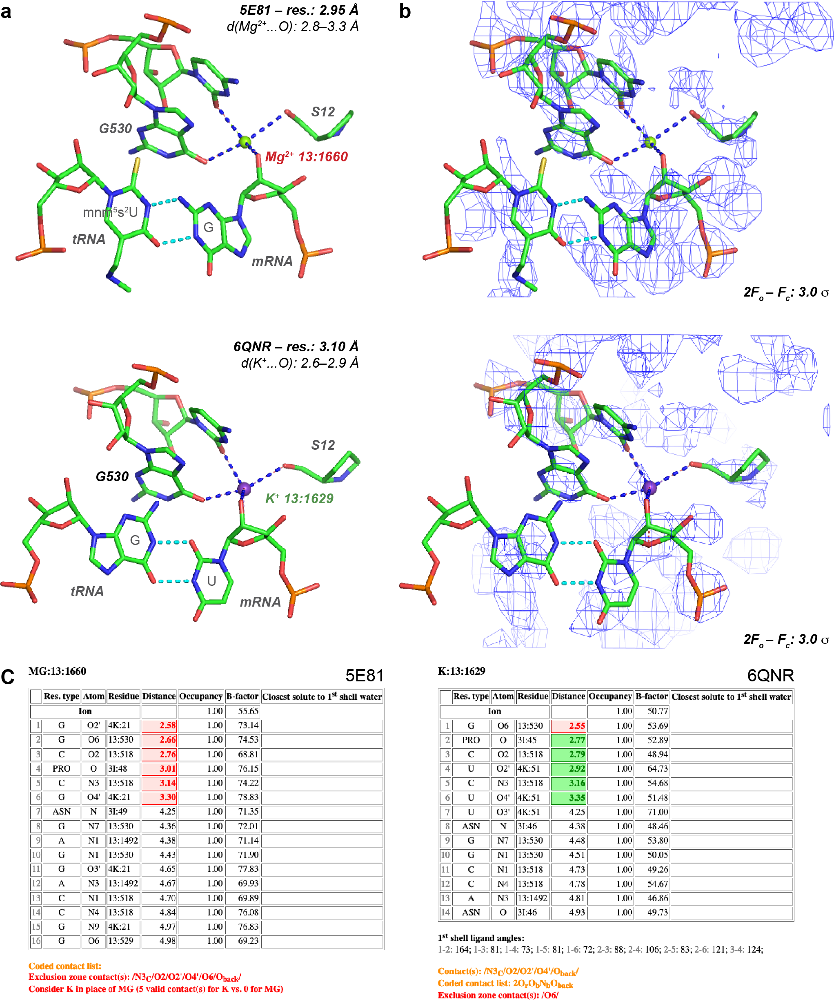 a
5E81 – res.: 2.95 Å
d(Mg2+...O): 2.8–3.3 Å
S12
G530
Mg2+ 13:1660
mnm5s2U
G
tRNA
mRNA
b
2Fo – Fc: 3.0 σ
6QNR – res.: 3.10 Å
d(K+...O): 2.6–2.9 Å
S12
G530
K+ 13:1629
G
U
tRNA
mRNA
2Fo – Fc: 3.0 σ
C
MG:13:1660
5E81
Res. type Atom Residue Distance Occupancy B-factor Closest solute to 1st shell water
Ion 1.00 55.65
1 G O2' 4K:21 2.58 1.00 73.14
2 G O6 13:530 2.66 1.00 74.53
3 C O2 13:518 2.76 1.00 68.81
4 PRO O 3I:48 3.01 1.00 76.15
5 C N3 13:518 3.14 1.00 74.22
6 G O4' 4K:21 3.30 1.00 78.83
7 ASN N 3I:49 4.25 1.00 71.35
8 G N7 13:530 4.36 1.00 72.01
9 A N1 13:1492 4.38 1.00 71.14
10 G N1 13:530 4.43 1.00 71.90
11 G O3' 4K:21 4.65 1.00 77.83
12 A N3 13:1492 4.67 1.00 69.93
13 C N1 13:518 4.70 1.00 69.89
14 C N4 13:518 4.84 1.00 76.08
15 G N9 4K:21 4.97 1.00 76.83
16 G O6 13:529 4.98 1.00 69.23
Coded contact list:
Exclusion zone contact(s): /N3C/O2/O2'/O4'/O6/Oback/
Consider K in place of MG (5 valid contact(s) for K vs. 0 for MG)
K:13:1629
6QNR
Res. type Atom Residue Distance Occupancy B-factor Closest solute to 1st shell water
Ion 1.00 50.77
1 G O6 13:530 2.55 1.00 53.69
2 PRO O 3I:45 2.77 1.00 52.89
3 C O2 13:518 2.79 1.00 48.94
4 U O2' 4K:51 2.92 1.00 64.73
5 C N3 13:518 3.16 1.00 54.68
6 U O4' 4K:51 3.35 1.00 51.48
7 U O3' 4K:51 4.25 1.00 71.00
8 ASN N 3I:46 4.38 1.00 48.46
9 G N7 13:530 4.48 1.00 53.80
10 G N1 13:530 4.51 1.00 50.05
11 C N1 13:518 4.73 1.00 49.26
12 C N4 13:518 4.78 1.00 54.67
13 A N3 13:1492 4.81 1.00 46.86
14 ASN O 3I:46 4.93 1.00 49.73
1st shell ligand angles:
1-2: 164; 1-3: 81; 1-4: 73; 1-5: 81; 1-6: 72; 2-3: 88; 2-4: 106; 2-5: 83; 2-6: 121; 3-4: 124;
Contact(s): /N3C/O2/O2'/O4'/Oback/
Coded contact list: 2OrObNbOback
Exclusion zone contact(s): /O6/